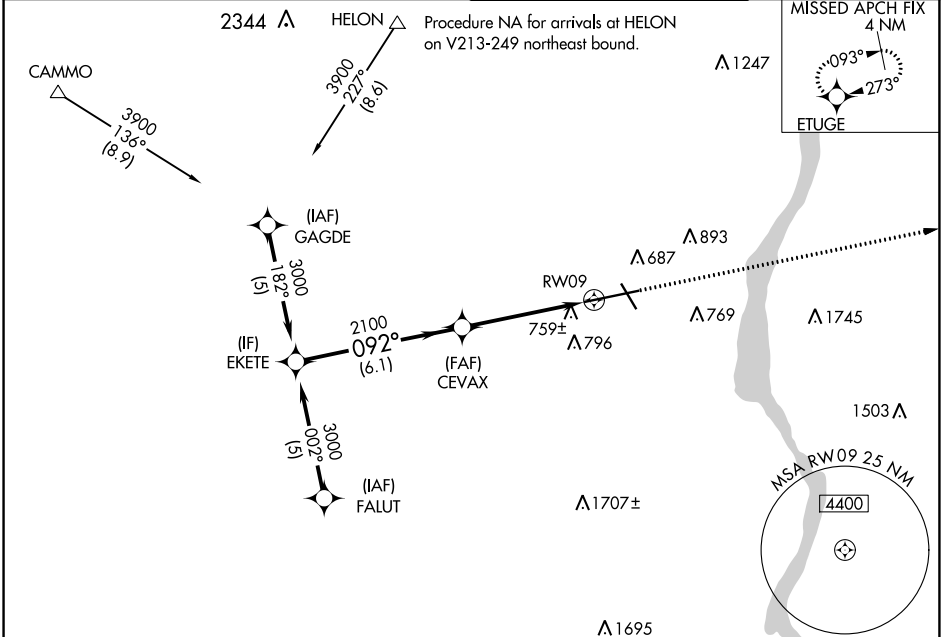 2344
HELON
Procedure NA for arrivals at HELON
on V213-249 northeast bound.
MISSED APCH FIX
4 NM
093°
273°
ETUGE
1247
CAMMO
3900
136°
(8.9)
3900
227°
(8.6)
(IAF)
GAGDE
3000
182°
(5)
893
687
RW09
759±
796
769
1745
(IF)
EKETE
2100
092°
(6.1)
(FAF)
CEVAX
1503
3000
002°
(5)
(IAF)
FALUT
MSA RW09 25 NM
4400
1707±
1695